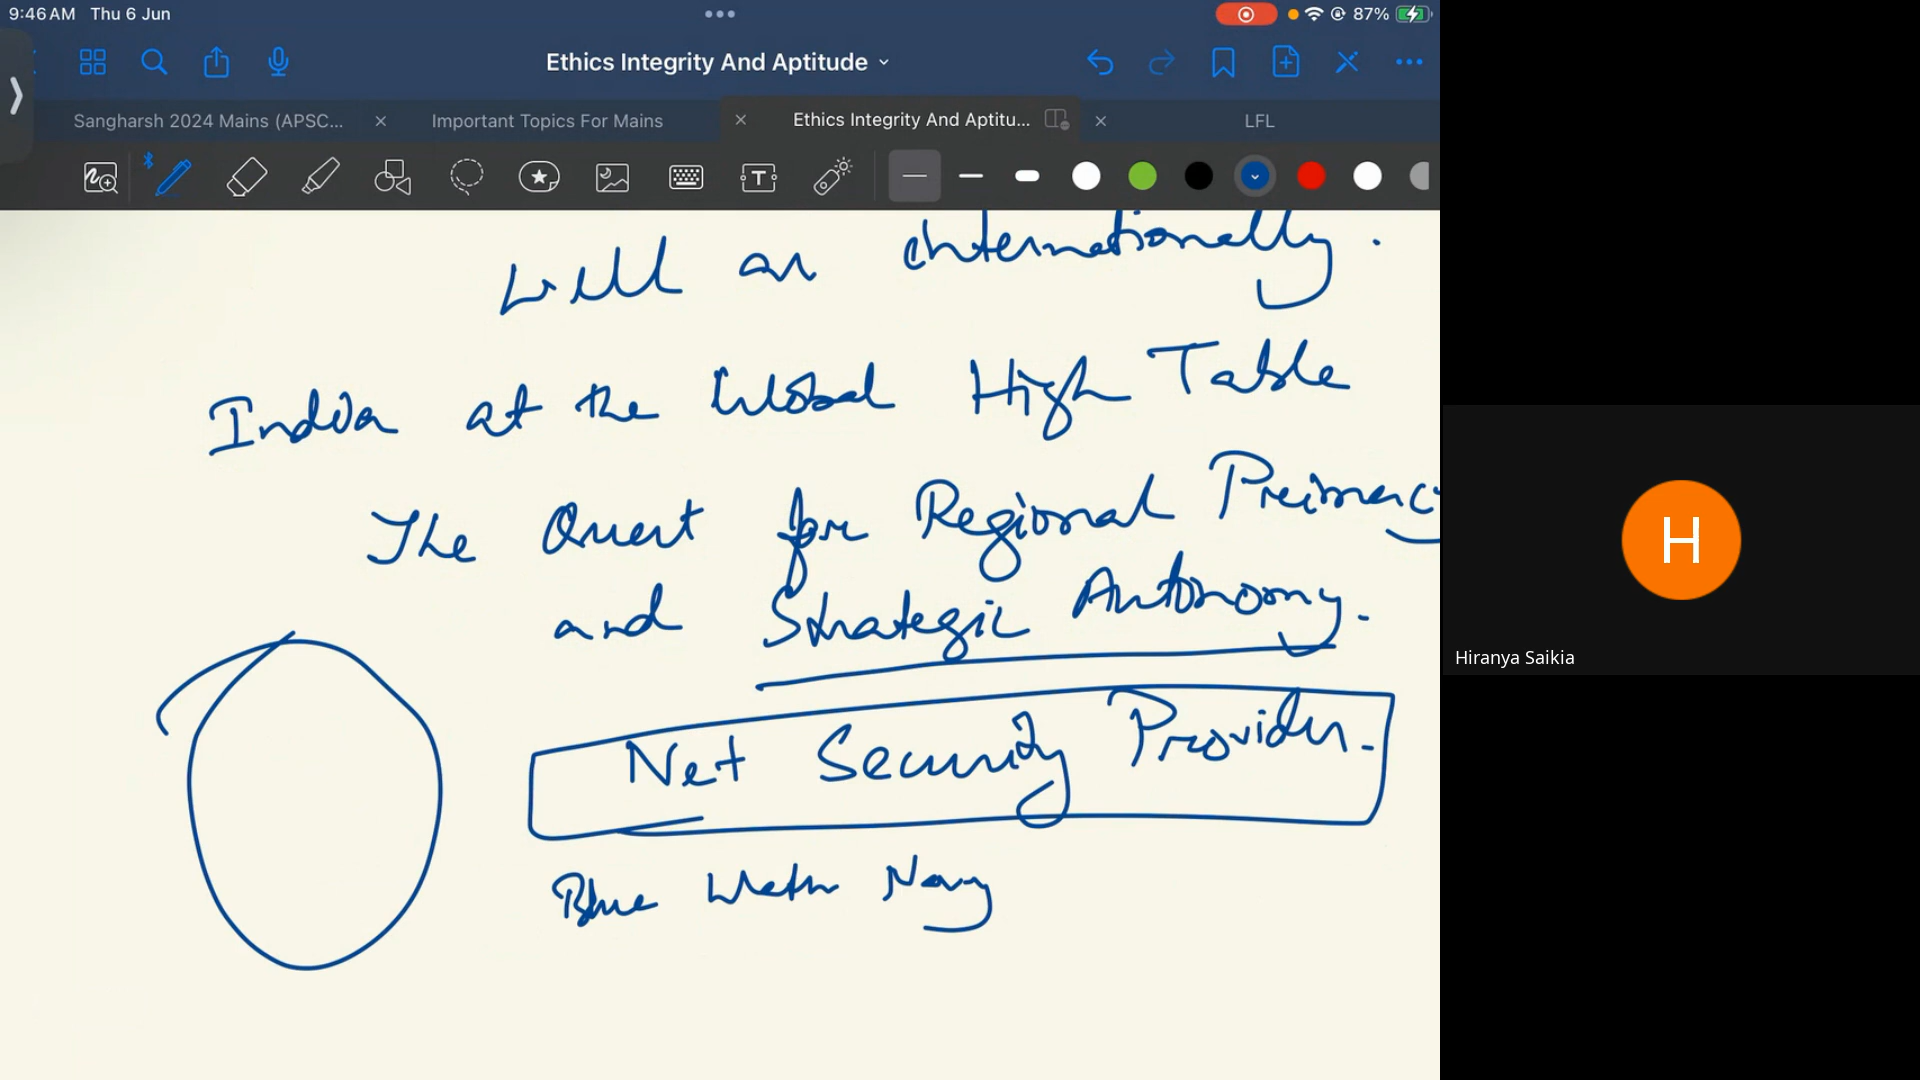 9:46 AM Thu 6 Jun
87%
Ethics Integrity And Aptitude
Sangharsh 2024 Mains (APSC...
Important Topics For Mains
Ethics Integrity And Aptitu...
LFL
T
well as internationally.
India at the Global High Table
The Quest for Regional Primacy
and Strategic Autonomy.
Net Security Provider.
Blue Water Navy
H
Hiranya Saikia